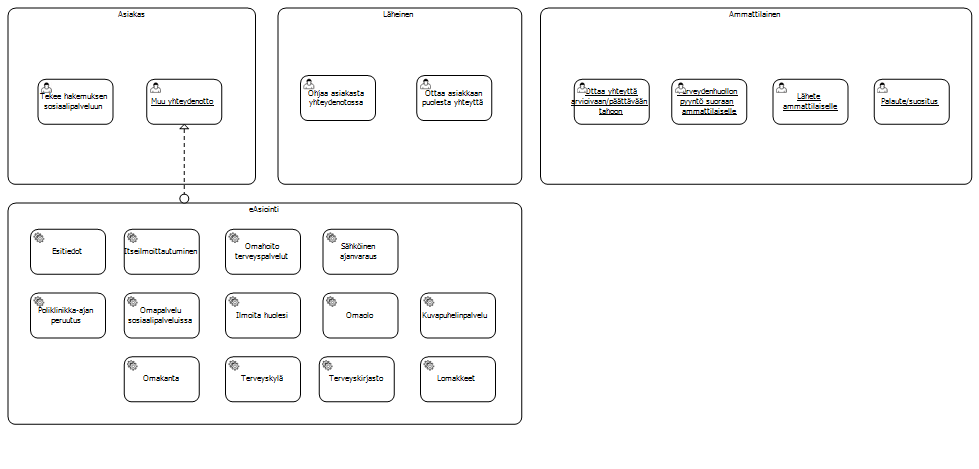 Asiakas
Tekee hakemuksen
sosiaalipalveluun
Muu yhteydenotto
Läheinen
Ohjaa asiakasta
yhteydenotossa
Ottaa asiakkaan
puolesta yhteyttä
Ammattilainen
Ottaa yhteyttä
arvioivaan/päättävään
tahoon
Terveydenhuollon
pyyntö suoraan
ammattilaiselle
Lähete
ammattilaiselle
Palaute/suositus
eAsiointi
Esitiedot
Itseilmoittautuminen
Omahoito
terveyspalvelut
Sähköinen
ajanvaraus
Poliklinikka-ajan
peruutus
Omapalvelu
sosiaalipalveluissa
Ilmoita huolesi
Omaolo
Kuvapuhelinpalvelu
Omakanta
Terveyskylä
Terveyskirjasto
Lomakkeet